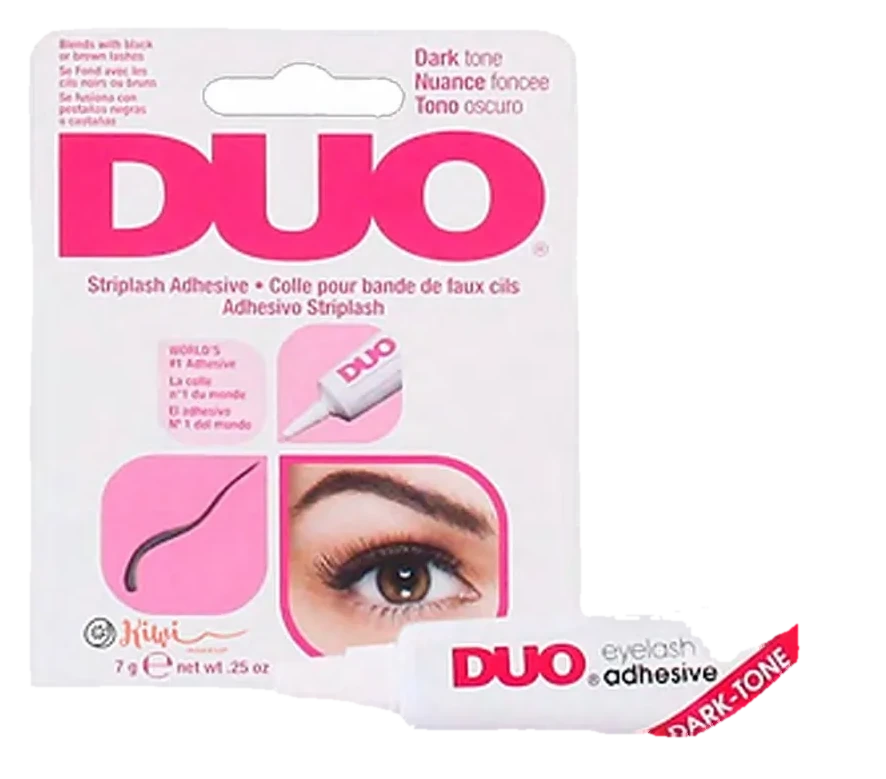 Blends with black
or brown lashes
Se Fond avec les
cils noirs ou bruns
Se fusiona con
pestañas negras
o castañas
Dark tone
Nuance foncee
Tono oscuro
DUO®
Striplash Adhesive • Colle pour bande de faux cils
Adhesivo Striplash
WORLD'S
#1 Adhesive
La colle
n°1 du monde
El adhesivo
N° 1 del mundo
DUO
Kiwi
MAKEUP
7 g ℮ net wt .25 oz
DUO® eyelash
adhesive
DARK-TONE